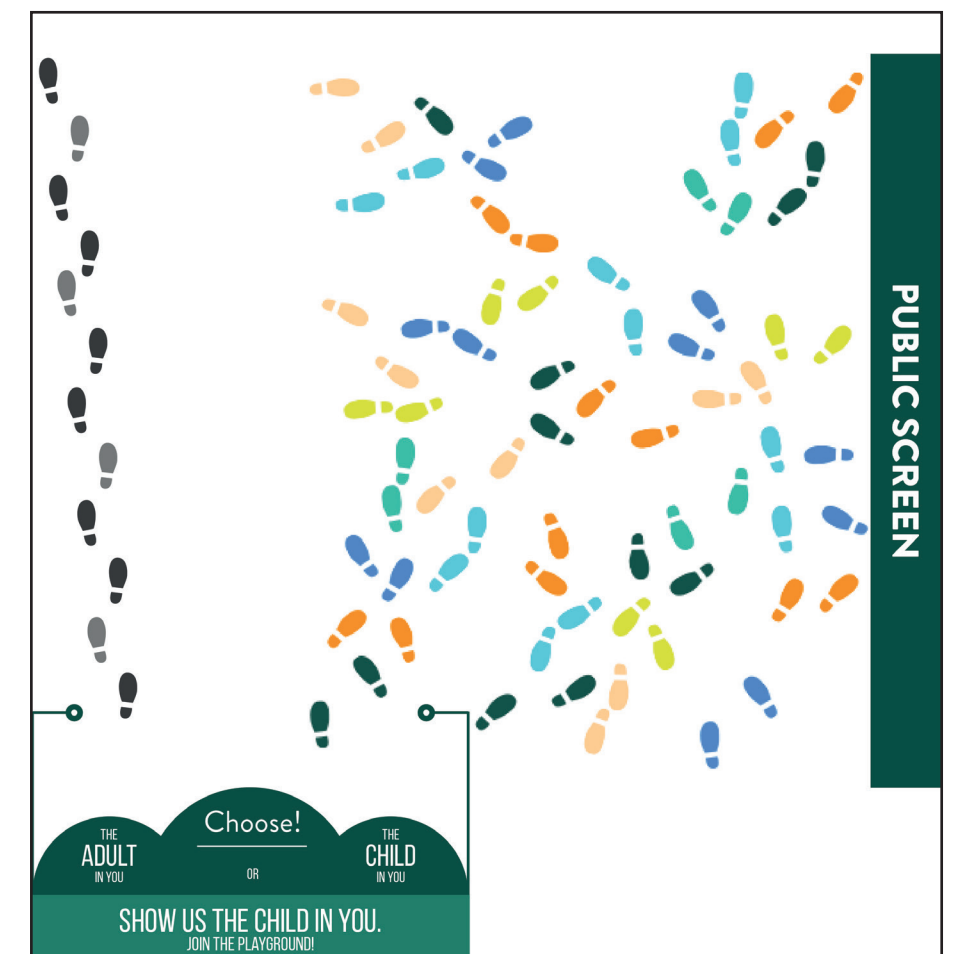 PUBLIC SCREEN
Choose!
THE
ADULT
IN YOU
OR
THE
CHILD
IN YOU
SHOW US THE CHILD IN YOU.
JOIN THE PLAYGROUND!